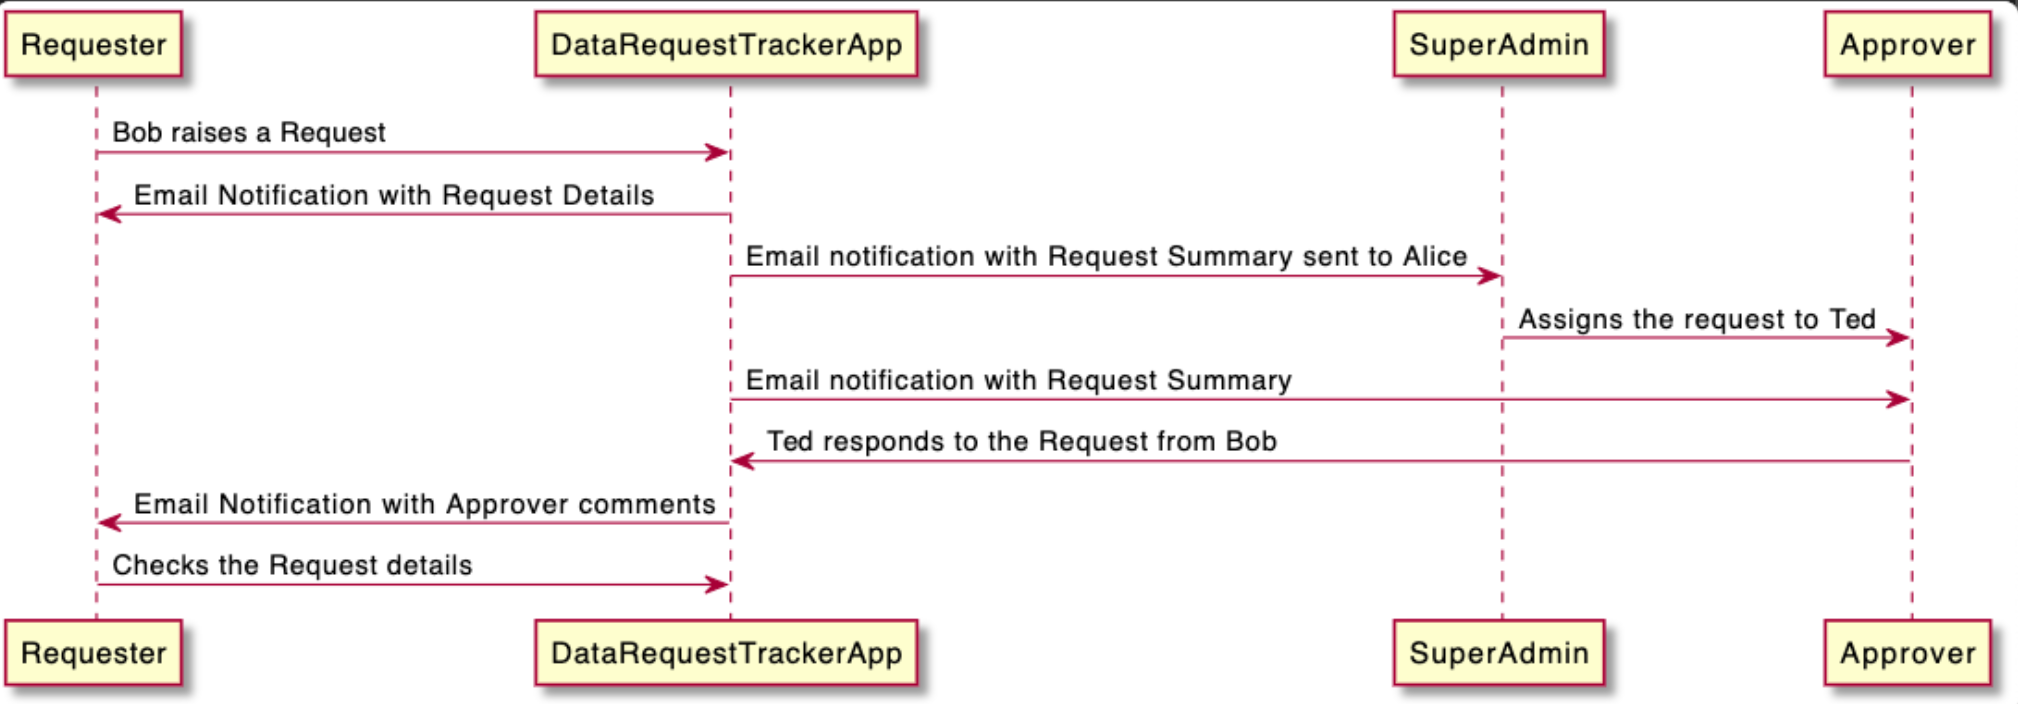 Requester
DataRequestTrackerApp
SuperAdmin
Approver
Bob raises a Request
Email Notification with Request Details
Email notification with Request Summary sent to Alice
Assigns the request to Ted
Email notification with Request Summary
Ted responds to the Request from Bob
Email Notification with Approver comments
Checks the Request details
Requester
DataRequestTrackerApp
SuperAdmin
Approver